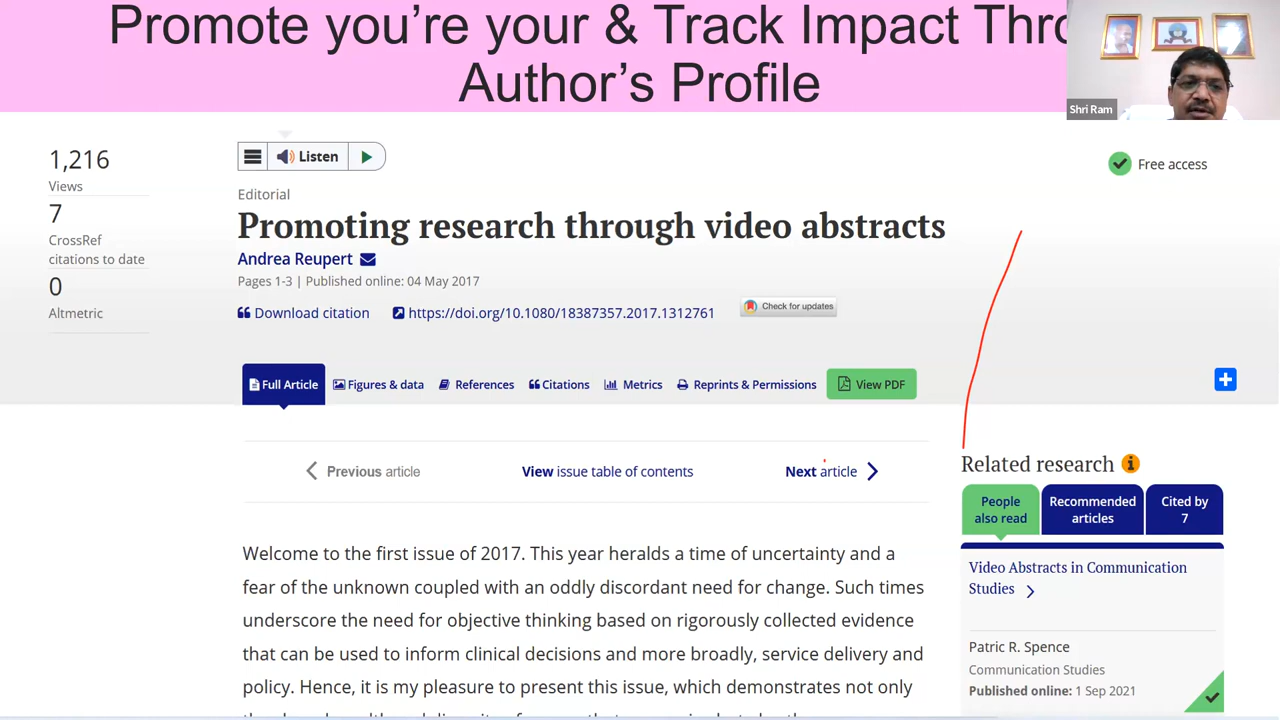 Promote you’re your & Track Impact Thro
Author’s Profile
Shri Ram
1,216
Views
7
CrossRef
citations to date
0
Altmetric
Listen
Free access
Editorial
Promoting research through video abstracts
Andrea Reupert
Pages 1-3 | Published online: 04 May 2017
Download citation
https://doi.org/10.1080/18387357.2017.1312761
Check for updates
Full Article
Figures & data
References
Citations
Metrics
Reprints & Permissions
View PDF
Previous article
View issue table of contents
Next article
Welcome to the first issue of 2017. This year heralds a time of uncertainty and a
fear of the unknown coupled with an oddly discordant need for change. Such times
underscore the need for objective thinking based on rigorously collected evidence
that can be used to inform clinical decisions and more broadly, service delivery and
policy. Hence, it is my pleasure to present this issue, which demonstrates not only
Related research
People
also read
Recommended
articles
Cited by
7
Video Abstracts in Communication
Studies
Patric R. Spence
Communication Studies
Published online: 1 Sep 2021